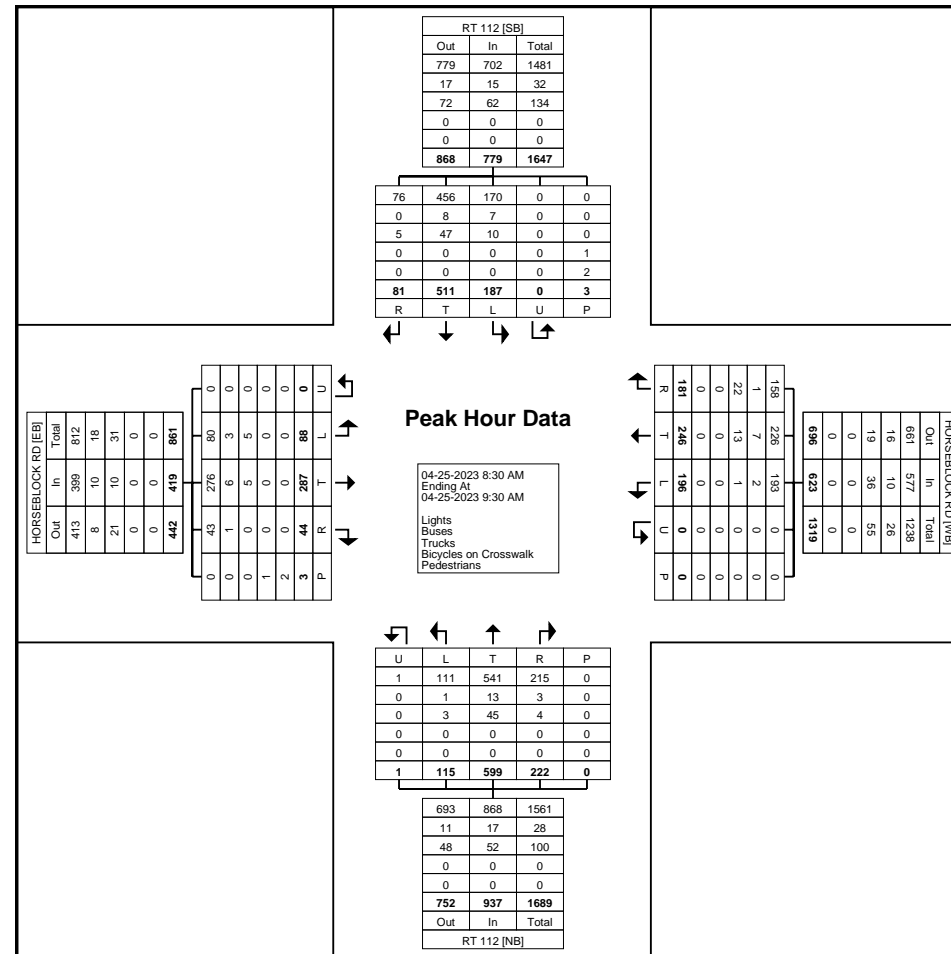 RT 112 [SB]
Out In Total
779 702 1481
17 15 32
72 62 134
0 0 0
0 0 0
868 779 1647
76 456 170 0 0
0 8 7 0 0
5 47 10 0 0
0 0 0 0 1
0 0 0 0 2
81 511 187 0 3
R T L U P
HORSEBLOCK RD [EB]
Total 812 18 31 0 0 861
In 399 10 10 0 0 419
Out 413 8 21 0 0 442
0 0 0 0 0 0 U
80 3 5 0 0 88 L
276 6 5 0 0 287 T
43 1 0 0 0 44 R
0 0 0 1 2 3 P
Peak Hour Data
04-25-2023 8:30 AM
Ending At
04-25-2023 9:30 AM
Lights
Buses
Trucks
Bicycles on Crosswalk
Pedestrians
R 181 0 0 22 1 158
T 246 0 0 13 7 226
L 196 0 0 1 2 193
U 0 0 0 0 0 0
P 0 0 0 0 0 0
696 0 0 19 16 661 Out
623 0 0 36 10 577 In
1319 0 0 55 26 1238 Total
HORSEBLOCK RD [WB]
U L T R P
1 111 541 215 0
0 1 13 3 0
0 3 45 4 0
0 0 0 0 0
0 0 0 0 0
1 115 599 222 0
693 868 1561
11 17 28
48 52 100
0 0 0
0 0 0
752 937 1689
Out In Total
RT 112 [NB]